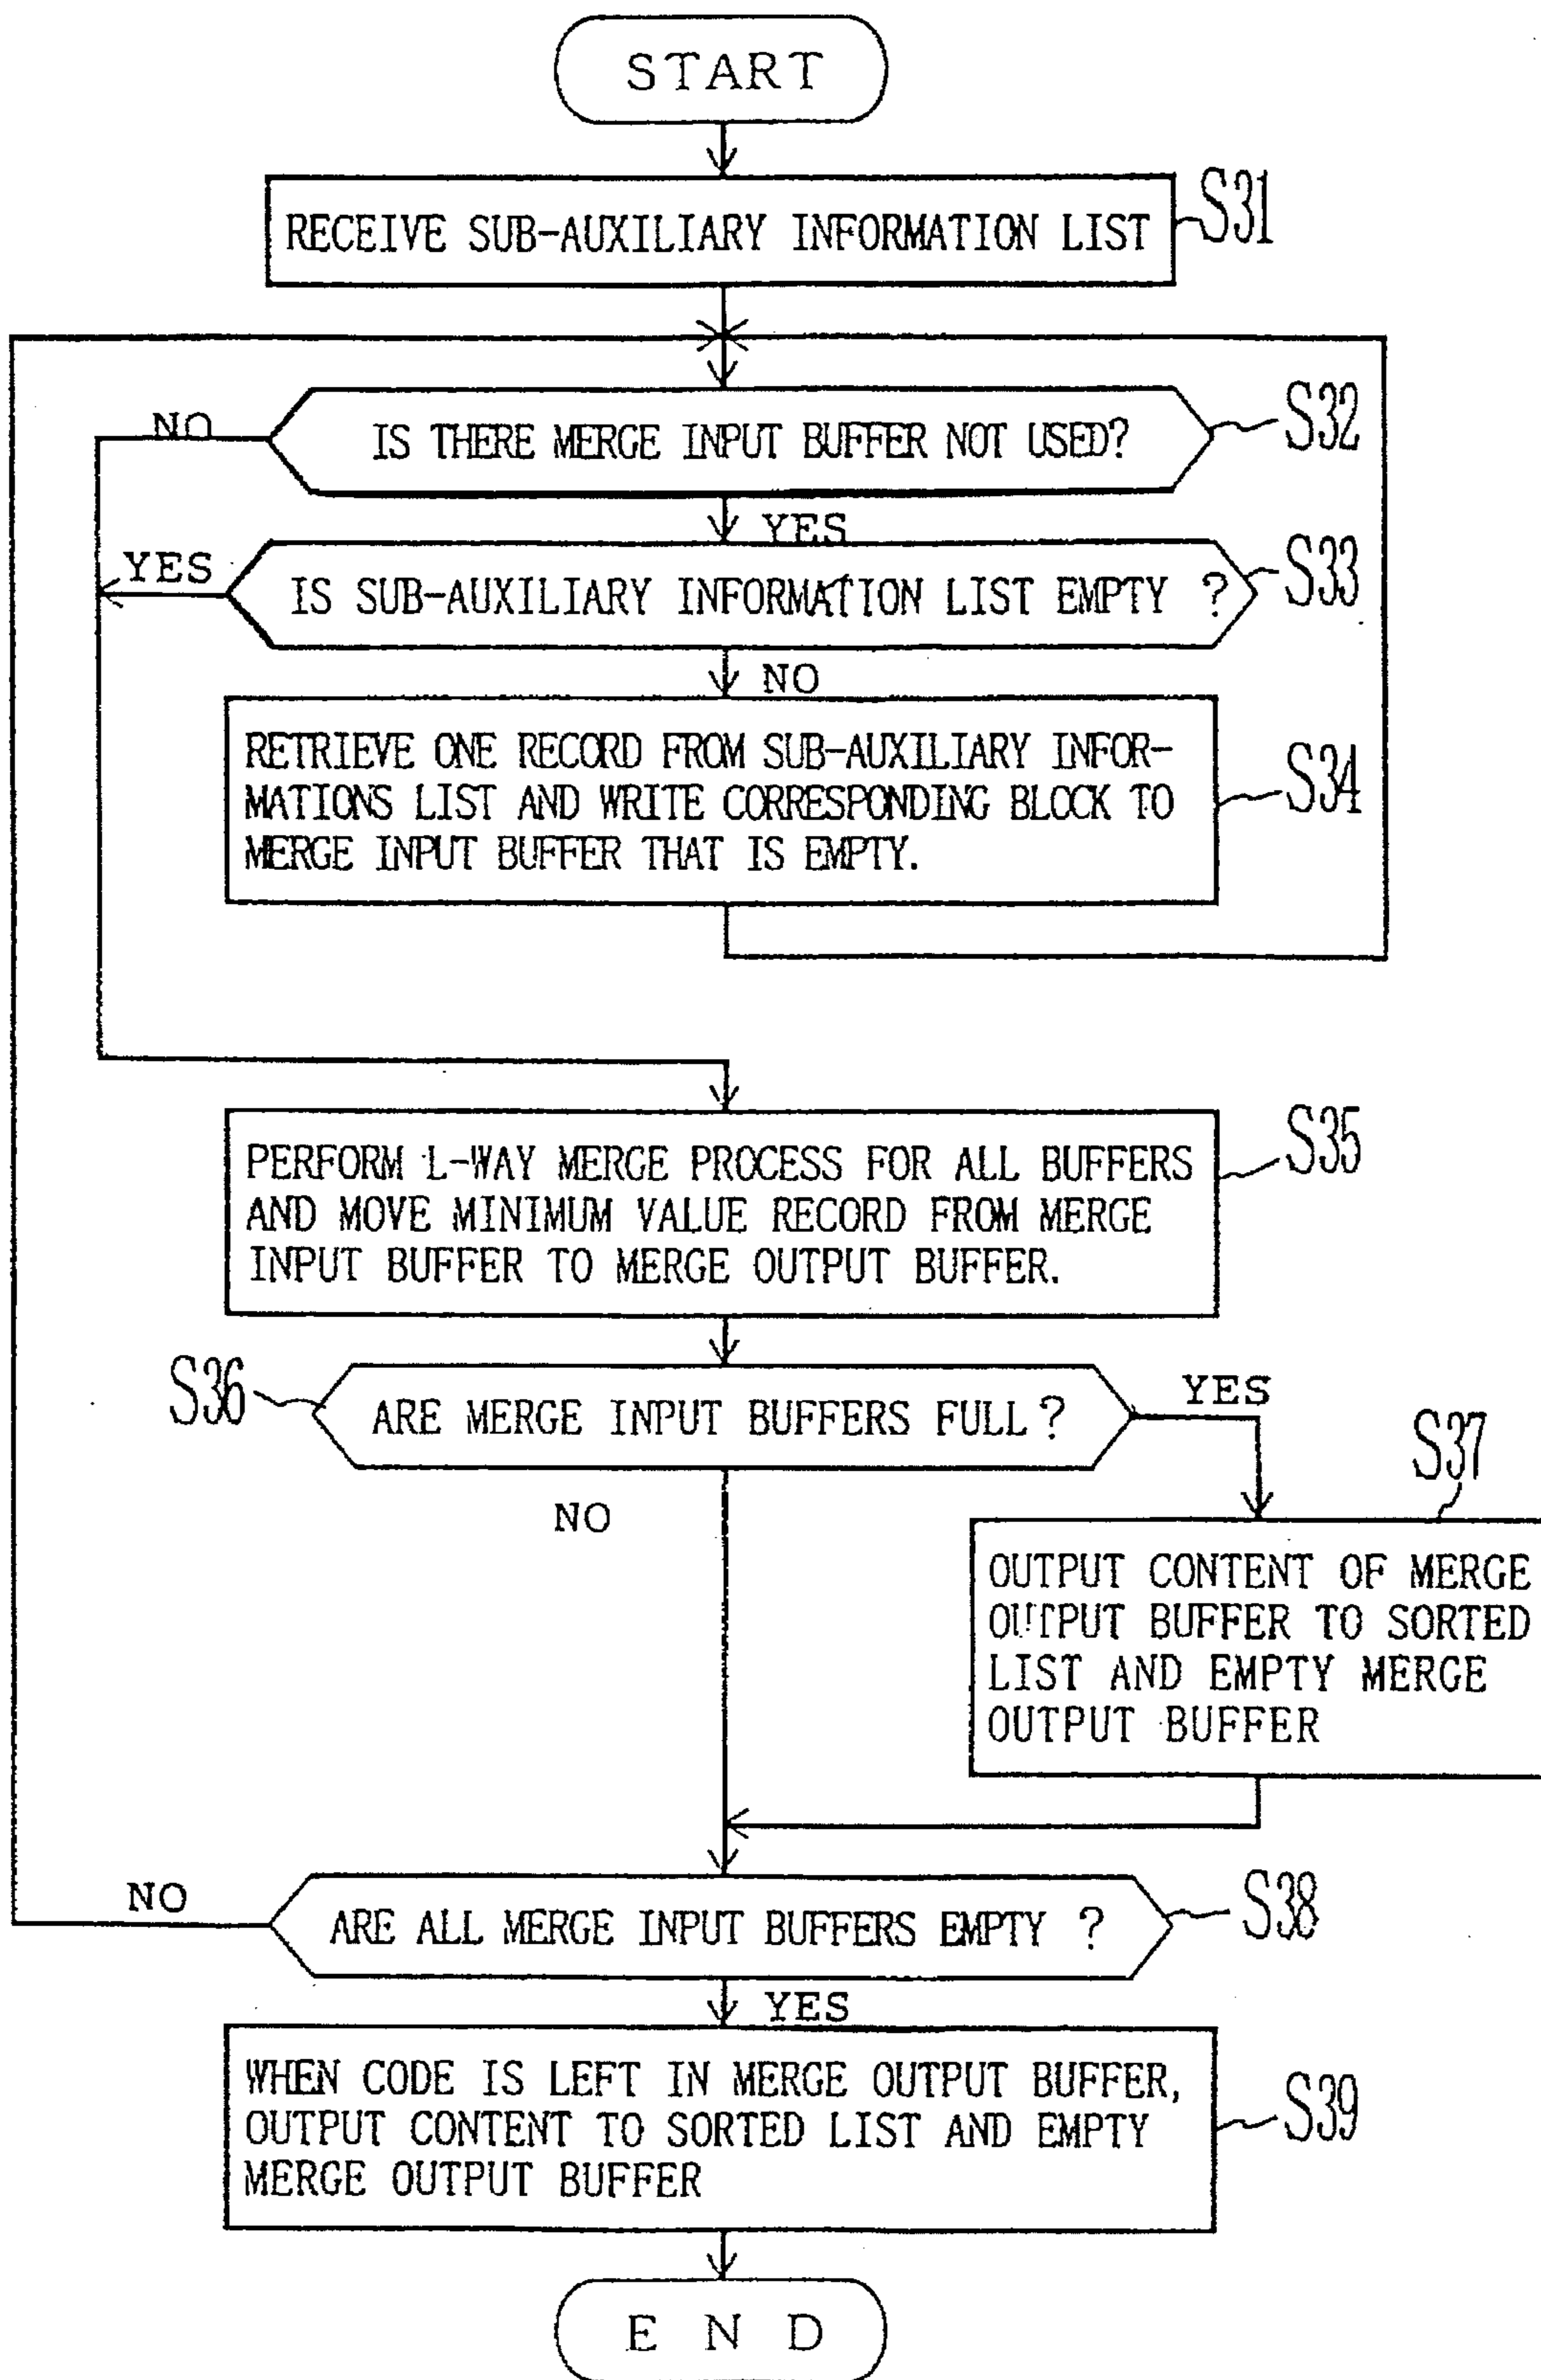 START
RECEIVE SUB-AUXILIARY INFORMATION LIST
S31
NO
IS THERE MERGE INPUT BUFFER NOT USED?
S32
YES
YES
IS SUB-AUXILIARY INFORMATION LIST EMPTY ?
S33
NO
RETRIEVE ONE RECORD FROM SUB-AUXILIARY INFOR-
MATIONS LIST AND WRITE CORRESPONDING BLOCK TO
MERGE INPUT BUFFER THAT IS EMPTY.
S34
PERFORM L-WAY MERGE PROCESS FOR ALL BUFFERS
AND MOVE MINIMUM VALUE RECORD FROM MERGE
INPUT BUFFER TO MERGE OUTPUT BUFFER.
S35
S36
ARE MERGE INPUT BUFFERS FULL?
YES
NO
S37
OUTPUT CONTENT OF MERGE
OUTPUT BUFFER TO SORTED
LIST AND EMPTY MERGE
OUTPUT BUFFER
NO
ARE ALL MERGE INPUT BUFFERS EMPTY ?
S38
YES
WHEN CODE IS LEFT IN MERGE OUTPUT BUFFER,
OUTPUT CONTENT TO SORTED LIST AND EMPTY
MERGE OUTPUT BUFFER
S39
END